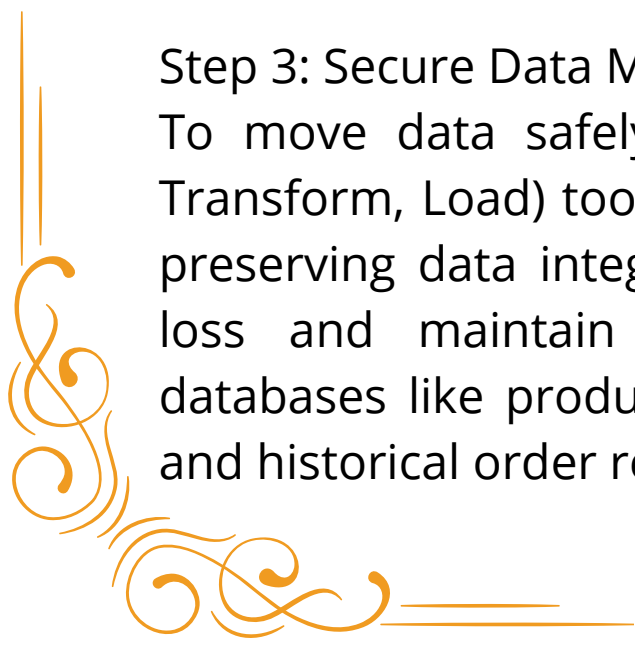 Step 3: Secure Data M
To move data safely
Transform, Load) too
preserving data integ
loss and maintain
databases like produ
and historical order re